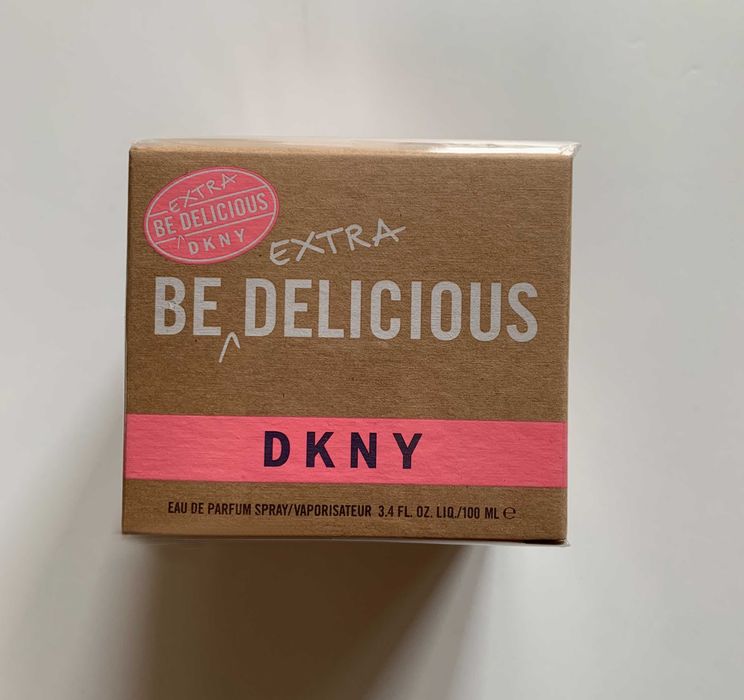 EXTRA
BE DELICIOUS
DKNY
EXTRA
BE DELICIOUS
DKNY
EAU DE PARFUM SPRAY/VAPORISATEUR 3.4 FL. OZ. LIQ./100 ML ℮